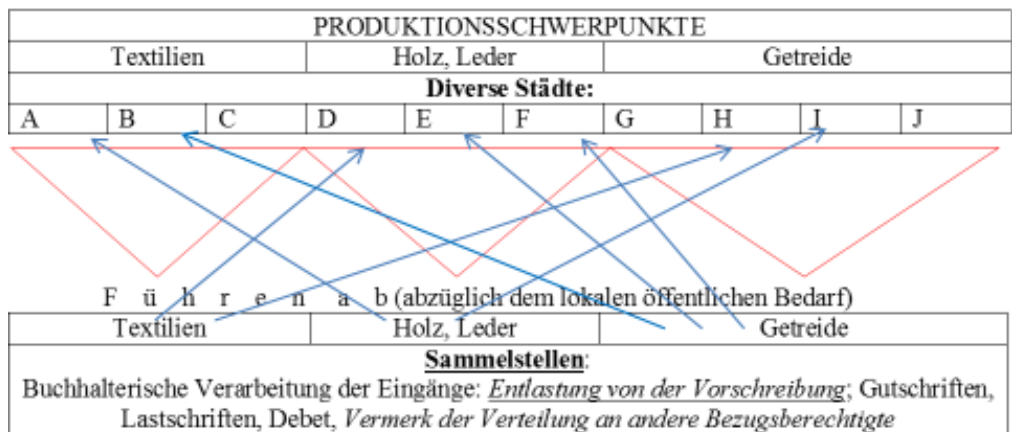 PRODUKTIONSSCHWERPUNKTE
Textilien Holz, Leder Getreide
Diverse Städte:
A B C D E F G H I J
F ü h r e n a b (abzüglich dem lokalen öffentlichen Bedarf)
Textilien Holz, Leder Getreide
Sammelstellen:
Buchhalterische Verarbeitung der Eingänge: Entlastung von der Vorschreibung; Gutschriften,
Lastschriften, Debet, Vermerk der Verteilung an andere Bezugsberechtigte